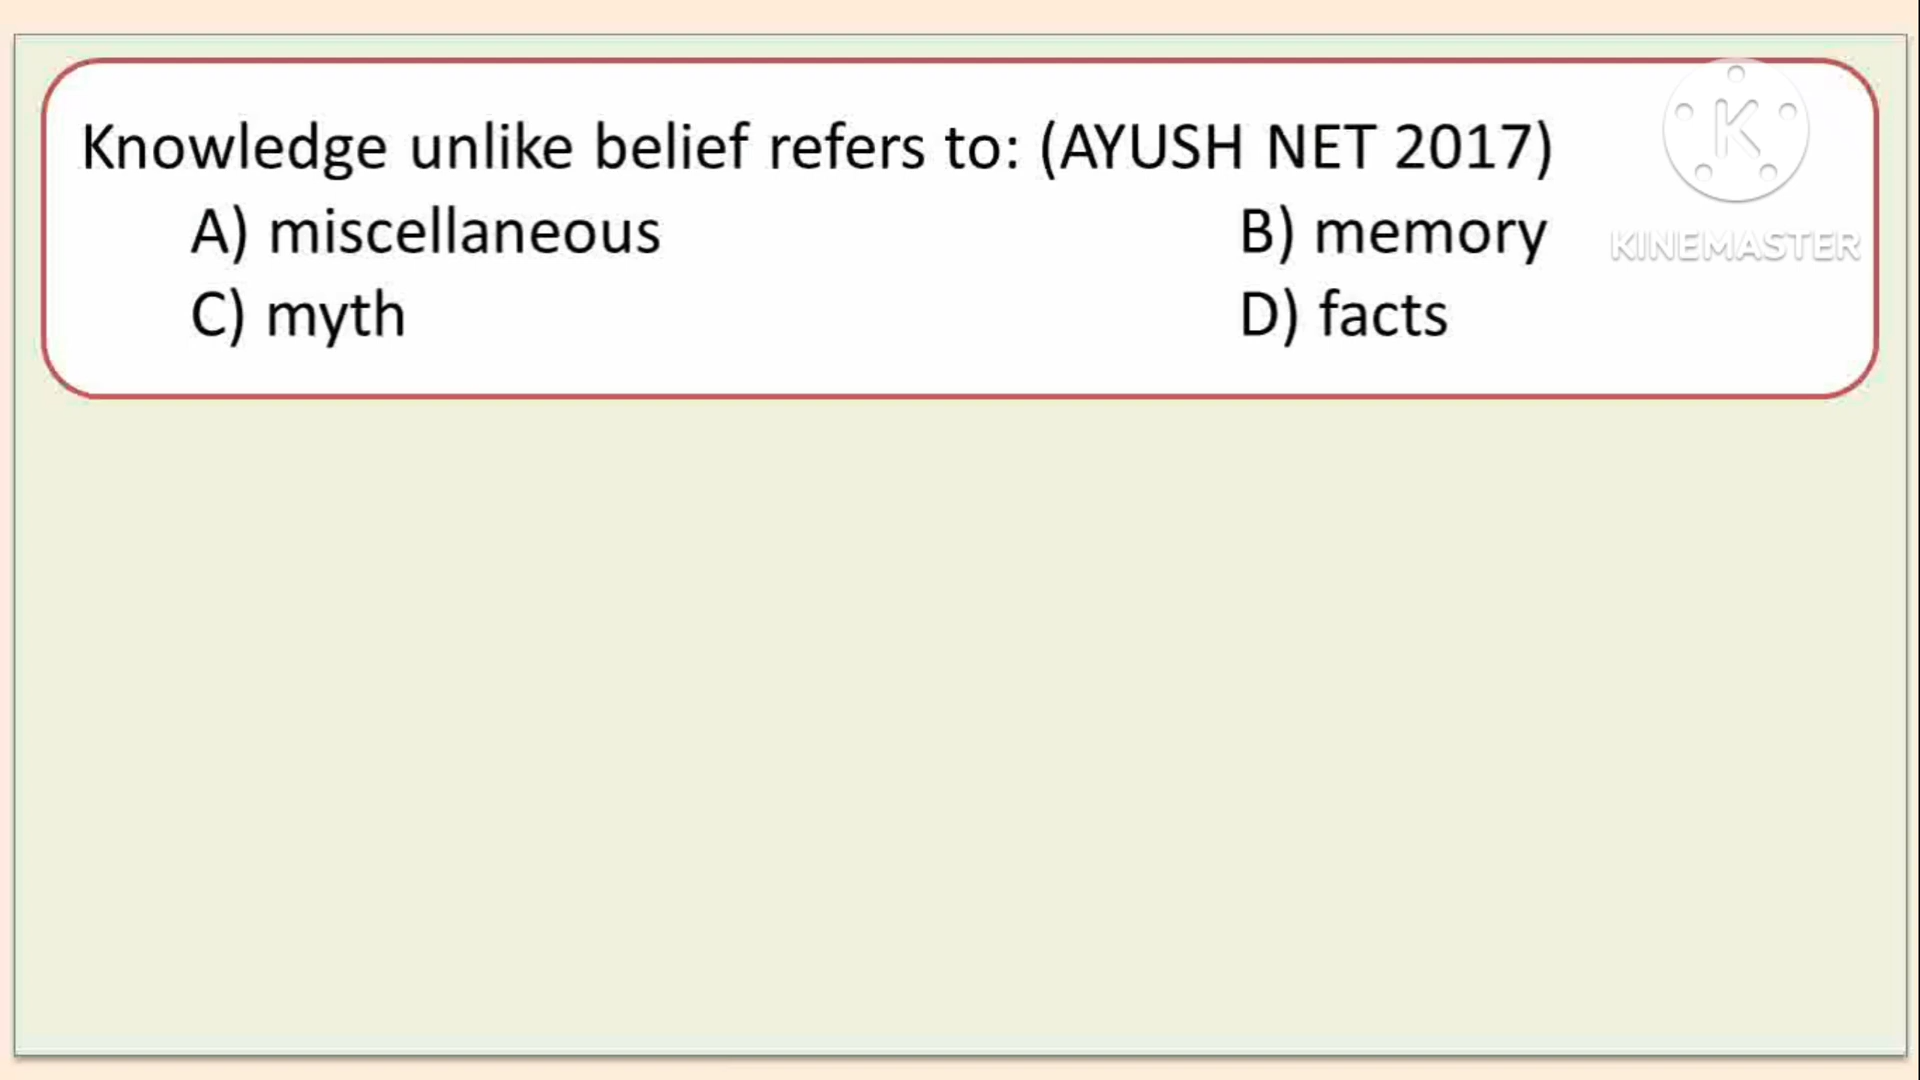 Knowledge unlike belief refers to: (AYUSH NET 2017)
A) miscellaneous B) memory
C) myth D) facts
K
KINEMASTER